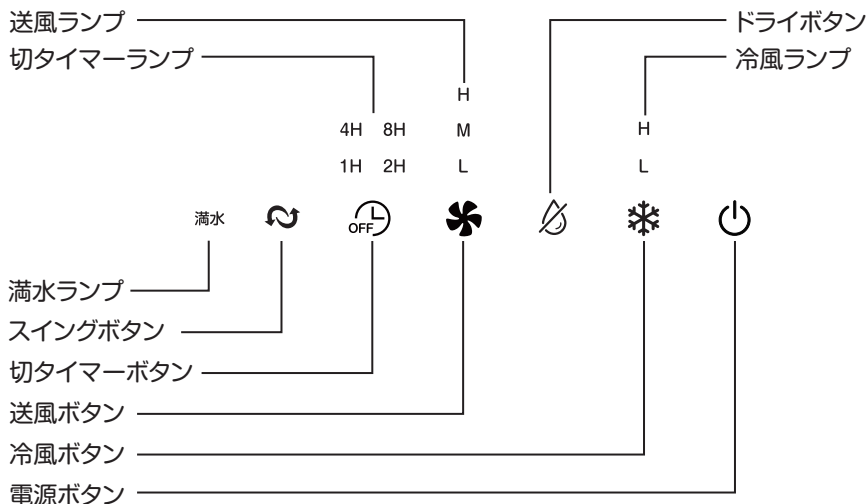 送風ランプ
ドライボタン
切タイマーランプ
冷風ランプ
H
4H 8H M H
1H 2H L L
満水 OFF
満水ランプ
スイングボタン
切タイマーボタン
送風ボタン
冷風ボタン
電源ボタン